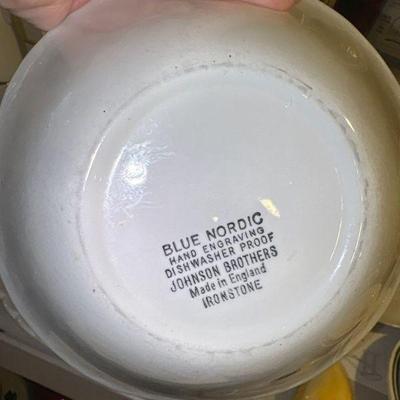 BLUE NORDIC
HAND ENGRAVING
DISHWASHER PROOF
JOHNSON BROTHERS
Made in England
IRONSTONE